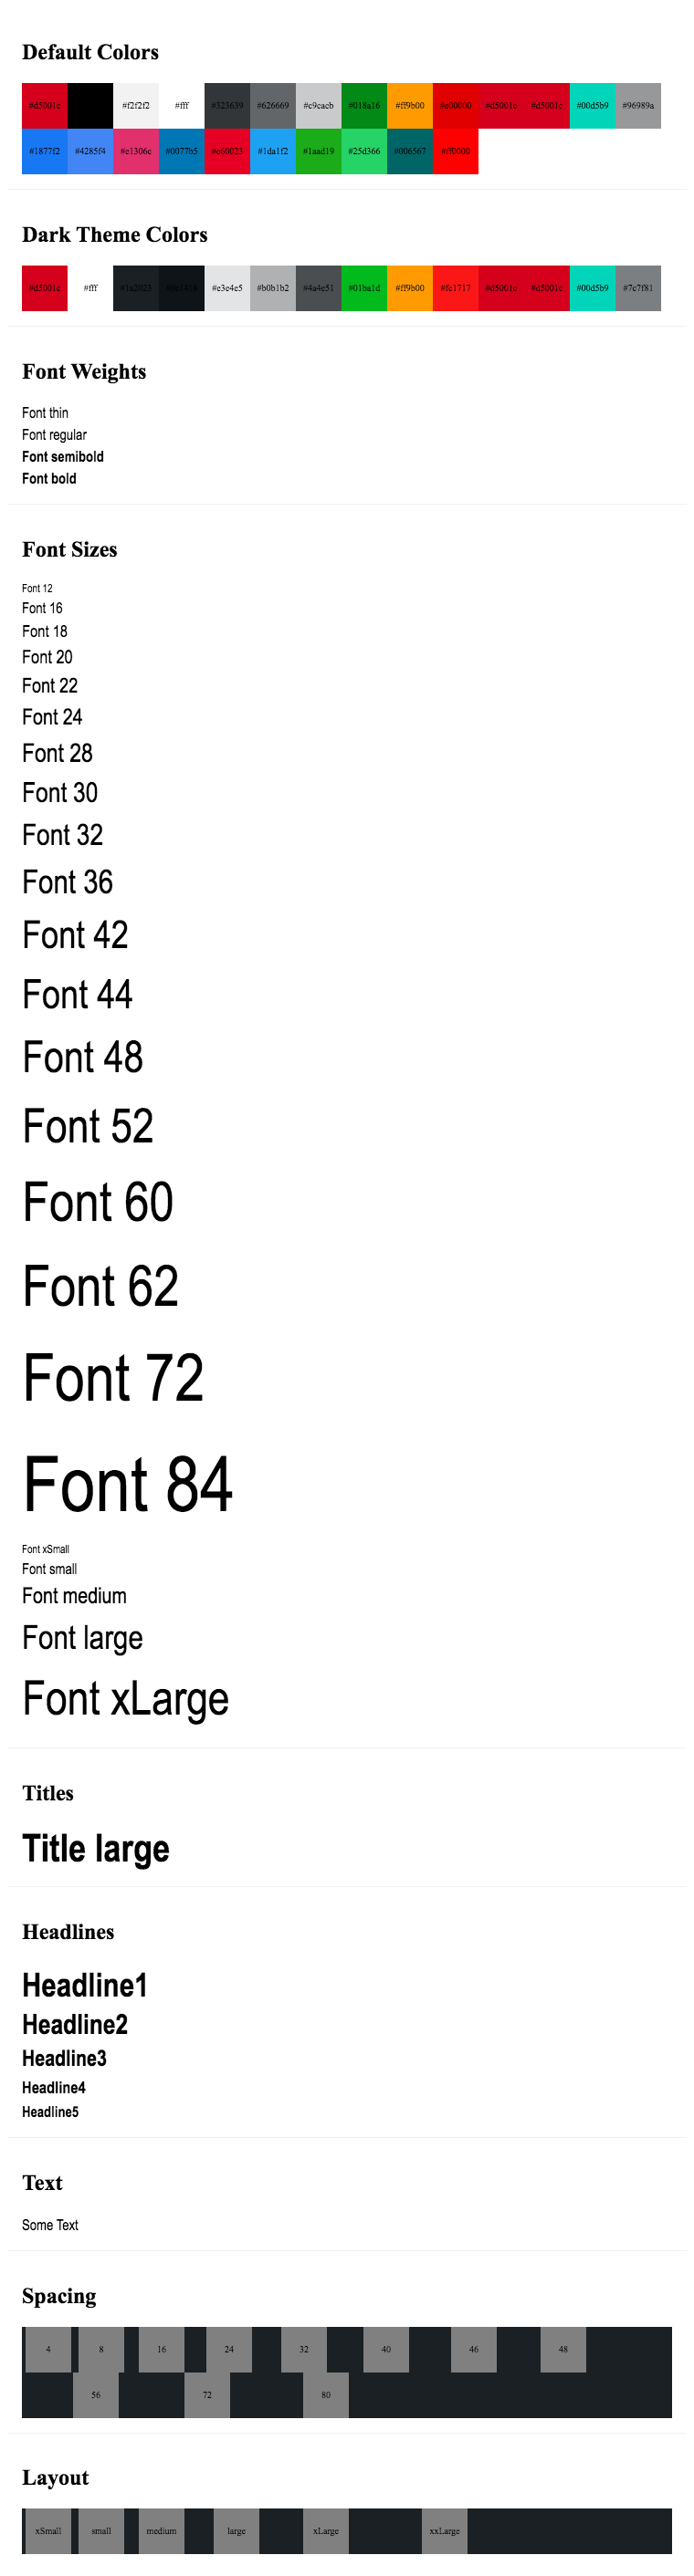 Default Colors
#d5001c #f2f2f2 #fff #323639 #626669 #c9cacb #018a16 #ff9b00 #e00000 #d5001c #d5001c #00d5b9 #96989a
#1877f2 #4285f4 #e1306c #0077b5 #e60023 #1da1f2 #1aad19 #25d366 #006567 #ff0000
Dark Theme Colors
#d5001c #fff #1a2023 #0e1418 #e3e4e5 #b0b1b2 #4a4e51 #01ba1d #ff9b00 #fc1717 #d5001c #d5001c #00d5b9 #7c7f81
Font Weights
Font thin
Font regular
Font semibold
Font bold
Font Sizes
Font 12
Font 16
Font 18
Font 20
Font 22
Font 24
Font 28
Font 30
Font 32
Font 36
Font 42
Font 44
Font 48
Font 52
Font 60
Font 62
Font 72
Font 84
Font xSmall
Font small
Font medium
Font large
Font xLarge
Titles
Title large
Headlines
Headline1
Headline2
Headline3
Headline4
Headline5
Text
Some Text
Spacing
4 8 16 24 32 40 46 48
56 72 80
Layout
xSmall small medium large xLarge xxLarge